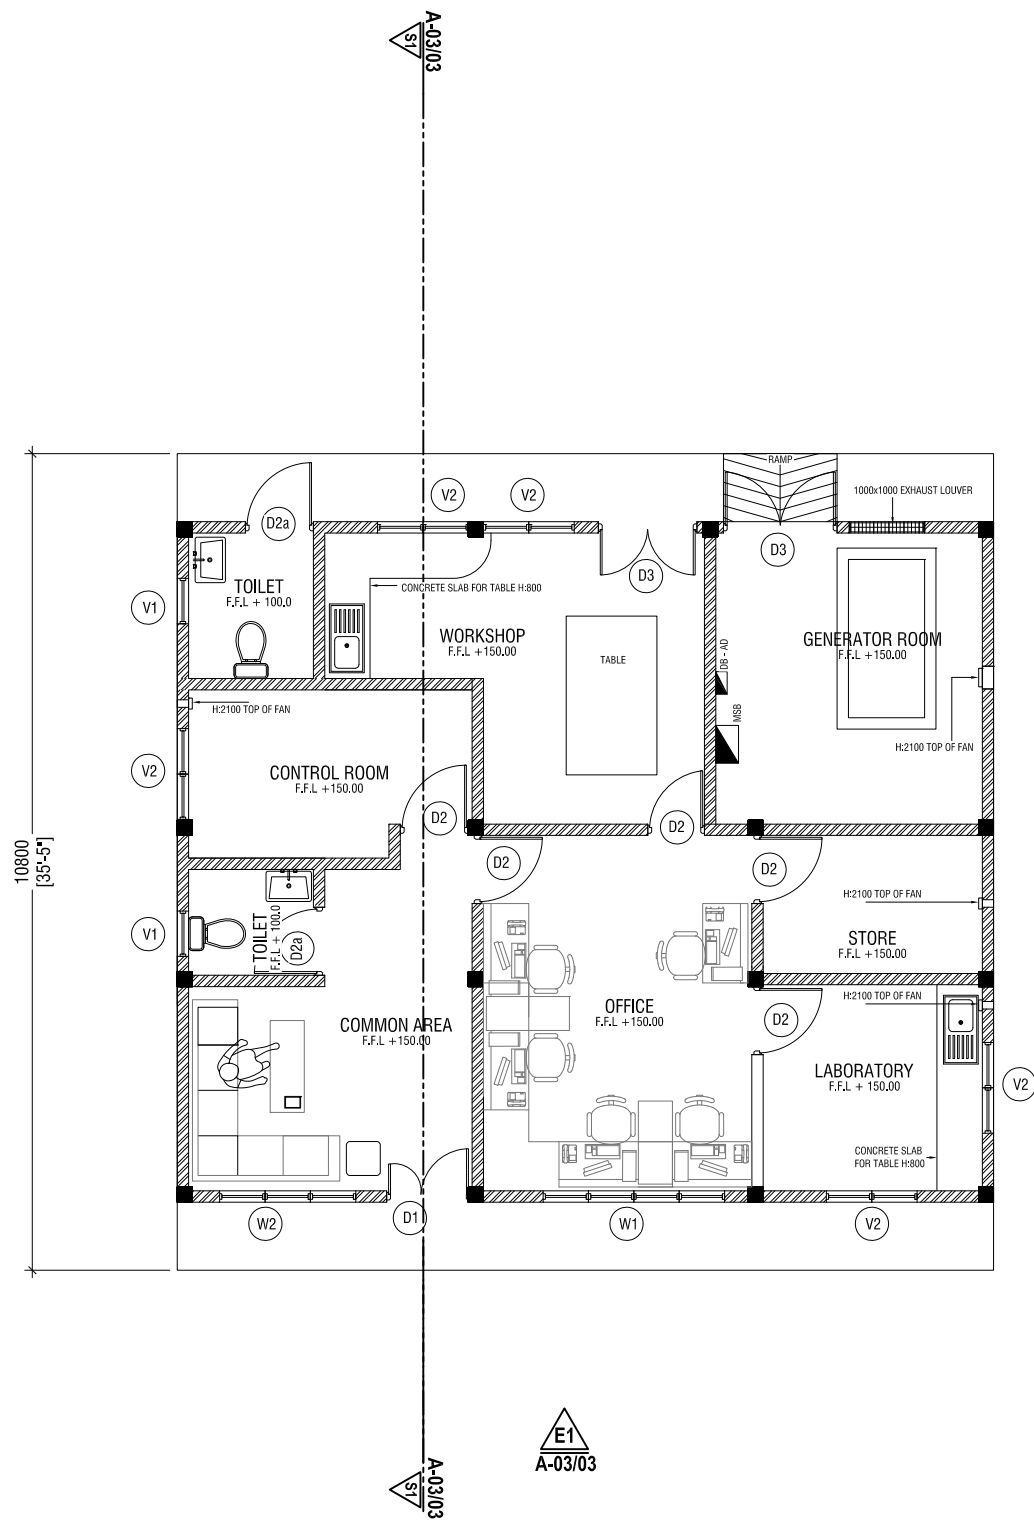 A-03/03
S1
RAMP
1000x1000 EXHAUST LOUVER
V2
V2
D2a
D3
D3
TOILET
F.F.L + 100.0
CONCRETE SLAB FOR TABLE H:800
V1
WORKSHOP
F.F.L +150.00
GENERATOR ROOM
F.F.L +150.00
TABLE
DB - AD
MSB
H:2100 TOP OF FAN
H:2100 TOP OF FAN
V2
CONTROL ROOM
F.F.L +150.00
D2
D2
10800
[35'-5"]
D2
D2
H:2100 TOP OF FAN
V1
TOILET
F.F.L + 100.0
D2a
STORE
F.F.L +150.00
H:2100 TOP OF FAN
OFFICE
F.F.L +150.00
D2
COMMON AREA
F.F.L +150.00
LABORATORY
F.F.L + 150.00
V2
CONCRETE SLAB
FOR TABLE H:800
W2
D1
W1
V2
E1
A-03/03
A-03/03
S1